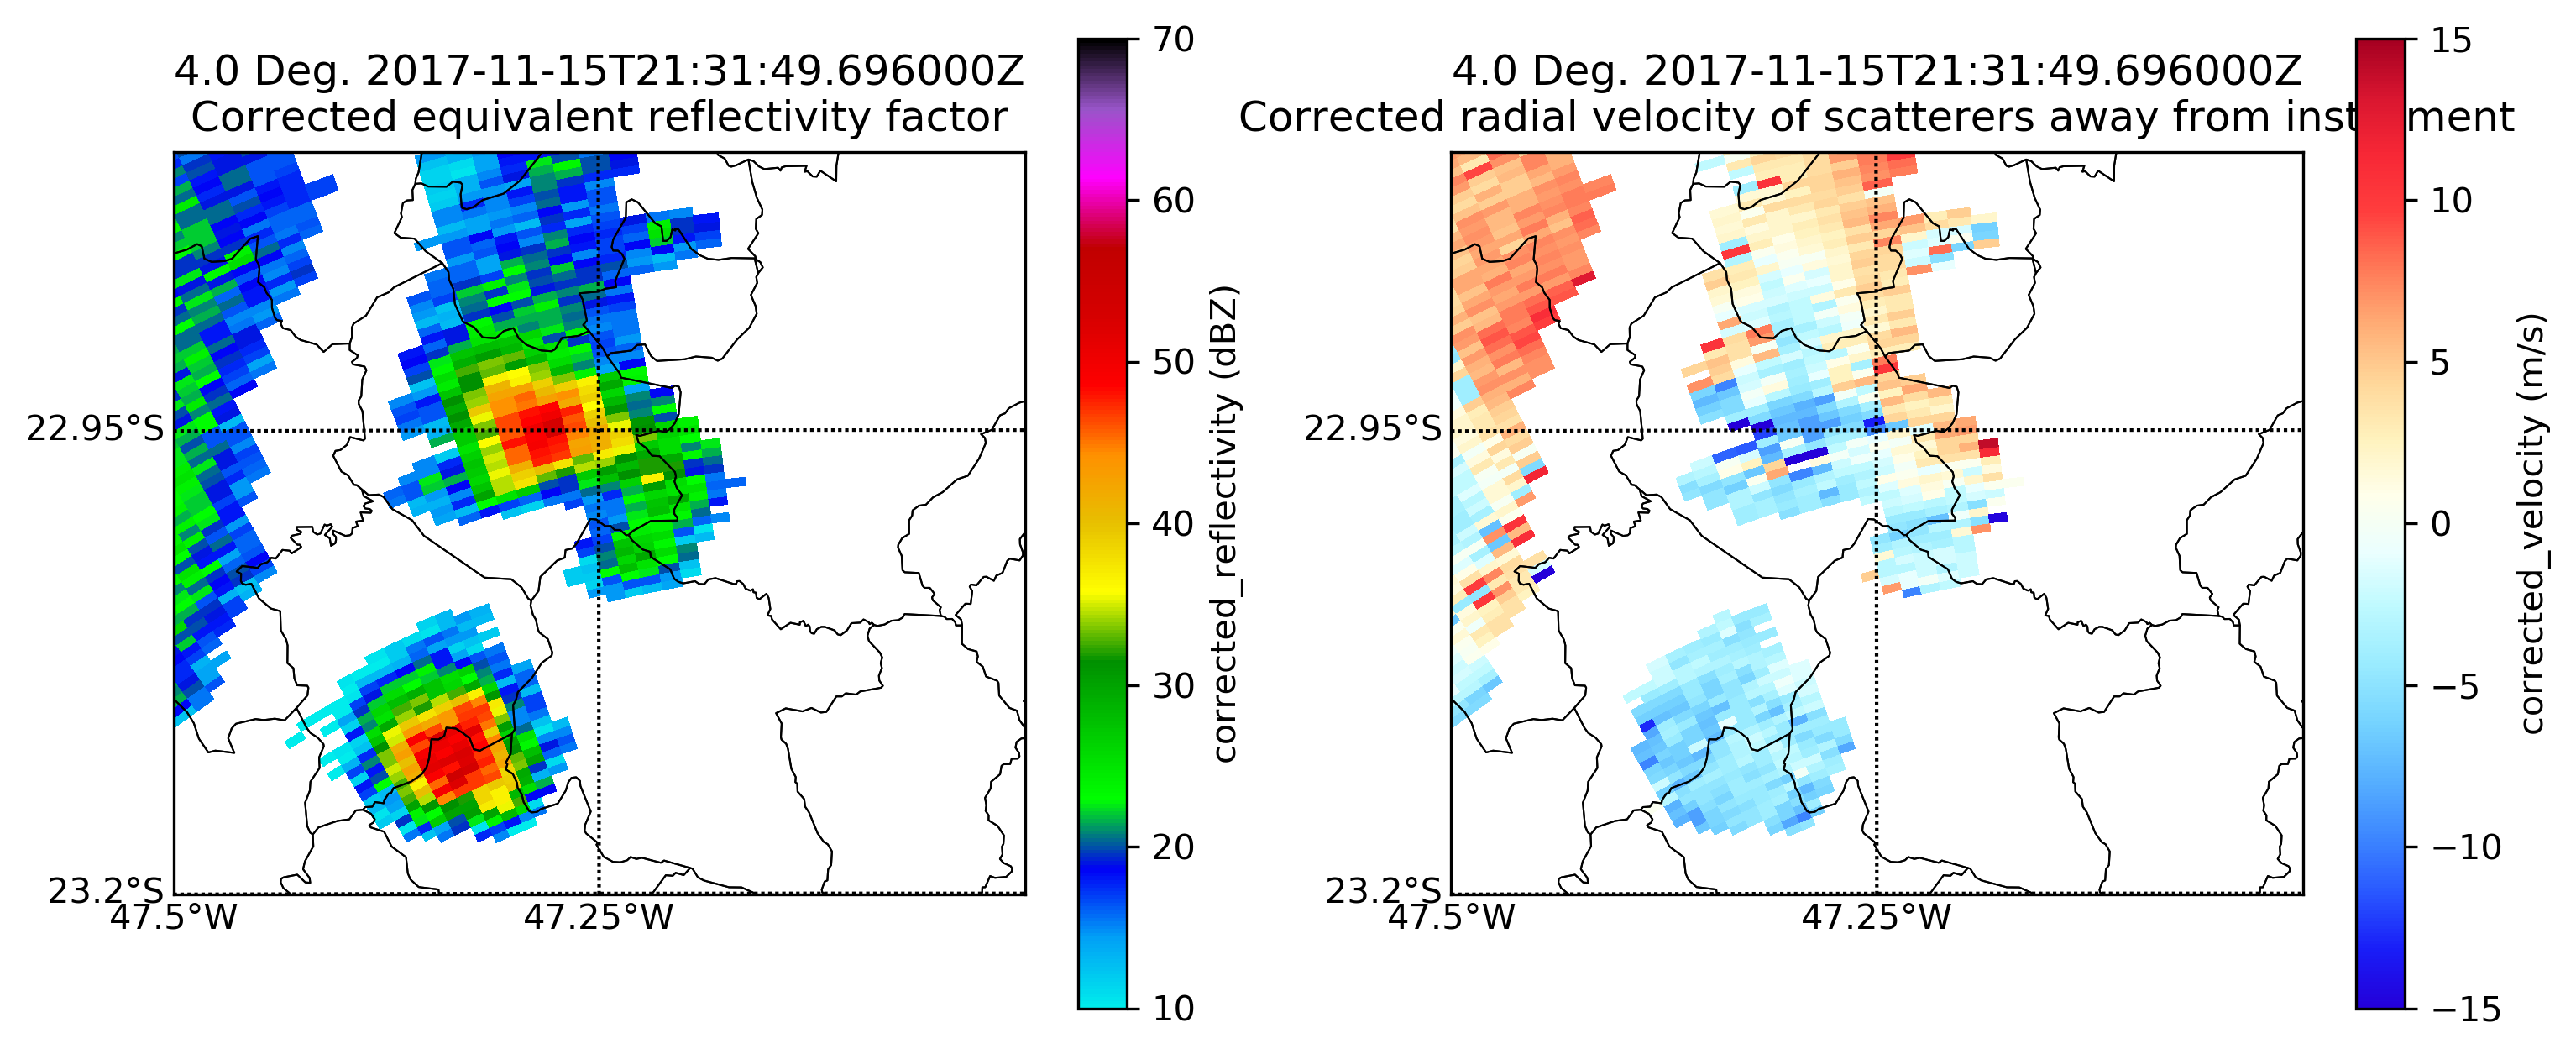 4.0 Deg. 2017-11-15T21:31:49.696000Z
Corrected equivalent reflectivity factor
22.95°S
23.2°S
47.5°W
47.25°W
70
60
50
40
30
20
10
corrected_reflectivity (dBZ)
4.0 Deg. 2017-11-15T21:31:49.696000Z
Corrected radial velocity of scatterers away from inst ment
22.95°S
23.2°S
47.5°W
47.25°W
15
10
5
0
−5
−10
−15
corrected_velocity (m/s)